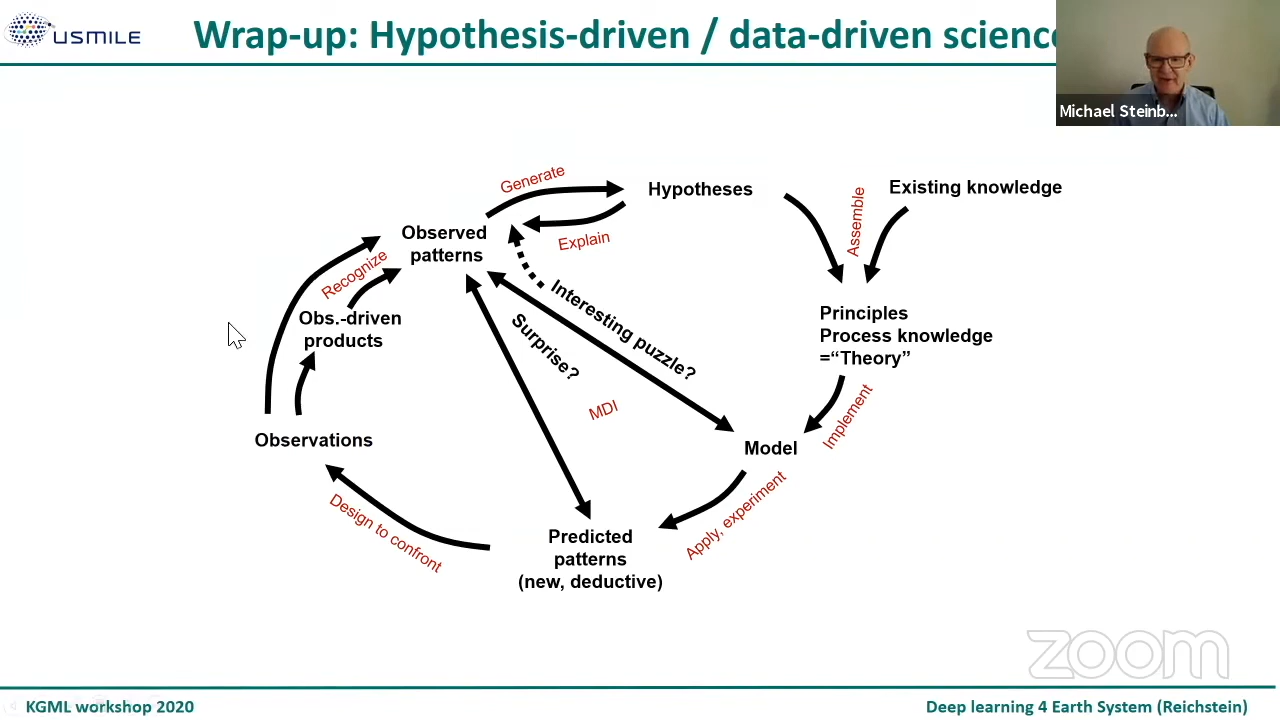 USMILE
Wrap-up: Hypothesis-driven / data-driven science
Michael Steinb...
Generate
Hypotheses
Existing knowledge
Assemble
Observed
patterns
Explain
Recognize
Interesting puzzle?
Obs.-driven
products
Surprise?
Principles
Process knowledge
="Theory"
MDI
Implement
Observations
Model
Design to confront
Apply, experiment
Predicted
patterns
(new, deductive)
zoom
KGML workshop 2020
Deep learning 4 Earth System (Reichstein)